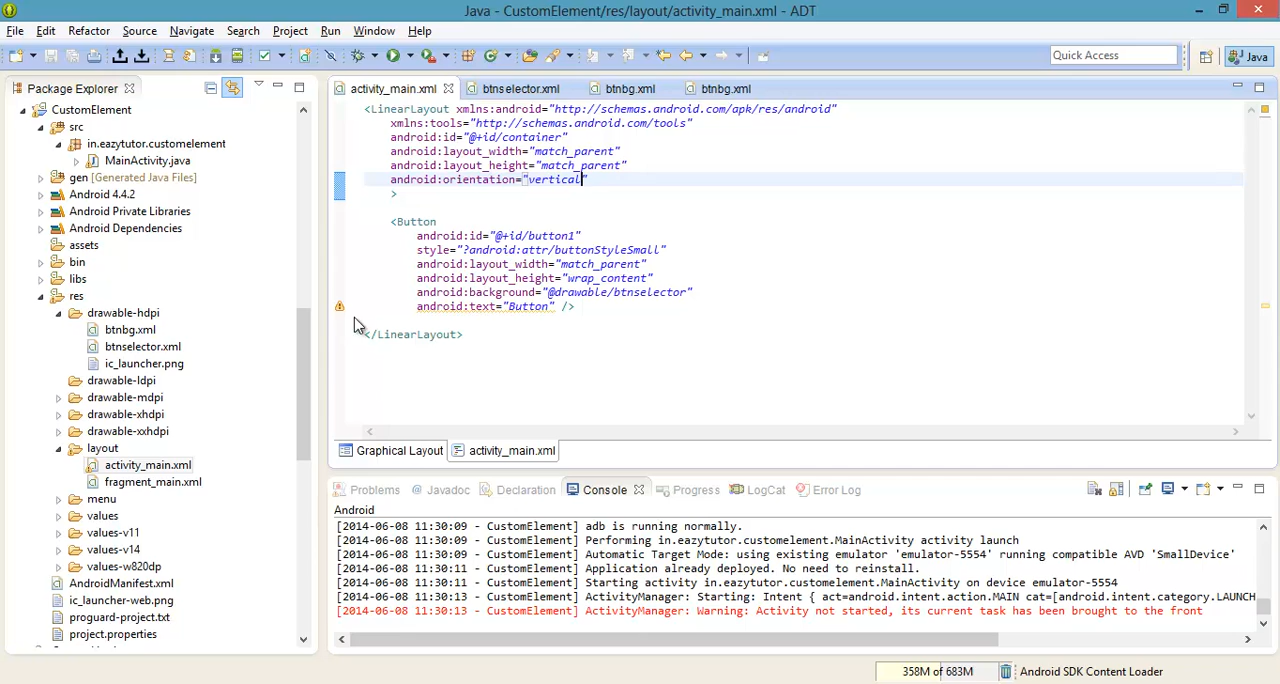 Java - CustomElement/res/layout/activity_main.xml - ADT
File Edit Refactor Source Navigate Search Project Run Window Help
Quick Access
Java
Package Explorer
CustomElement
src
in.eazytutor.customelement
MainActivity.java
gen [Generated Java Files]
Android 4.4.2
Android Private Libraries
Android Dependencies
assets
bin
libs
res
drawable-hdpi
btnbg.xml
btnselector.xml
ic_launcher.png
drawable-ldpi
drawable-mdpi
drawable-xhdpi
drawable-xxhdpi
layout
activity_main.xml
fragment_main.xml
menu
values
values-v11
values-v14
values-w820dp
AndroidManifest.xml
ic_launcher-web.png
proguard-project.txt
project.properties
activity_main.xml btnselector.xml btnbg.xml btnbg.xml
<LinearLayout xmlns:android="http://schemas.android.com/apk/res/android"
xmlns:tools="http://schemas.android.com/tools"
android:id="@+id/container"
android:layout_width="match_parent"
android:layout_height="match_parent"
android:orientation="vertical"
>
<Button
android:id="@+id/button1"
style="?android:attr/buttonStyleSmall"
android:layout_width="match_parent"
android:layout_height="wrap_content"
android:background="@drawable/btnselector"
android:text="Button" />
</LinearLayout>
Graphical Layout activity_main.xml
Problems Javadoc Declaration Console Progress LogCat Error Log
Android
[2014-06-08 11:30:09 - CustomElement] adb is running normally.
[2014-06-08 11:30:09 - CustomElement] Performing in.eazytutor.customelement.MainActivity activity launch
[2014-06-08 11:30:09 - CustomElement] Automatic Target Mode: using existing emulator 'emulator-5554' running compatible AVD 'SmallDevice'
[2014-06-08 11:30:11 - CustomElement] Application already deployed. No need to reinstall.
[2014-06-08 11:30:11 - CustomElement] Starting activity in.eazytutor.customelement.MainActivity on device emulator-5554
[2014-06-08 11:30:13 - CustomElement] ActivityManager: Starting: Intent { act=android.intent.action.MAIN cat=[android.intent.category.LAUNCH
[2014-06-08 11:30:13 - CustomElement] ActivityManager: Warning: Activity not started, its current task has been brought to the front
358M of 683M
Android SDK Content Loader